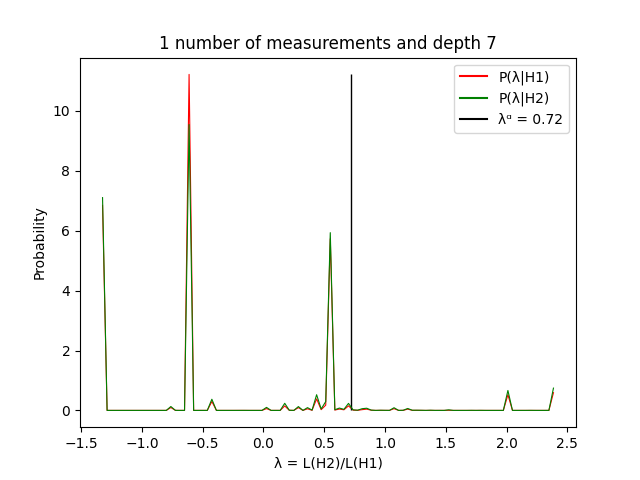 1 number of measurements and depth 7
P(λ|H1)
P(λ|H2)
λᵅ = 0.72
Probability
10
8
6
4
2
0
−1.5 −1.0 −0.5 0.0 0.5 1.0 1.5 2.0 2.5
λ = L(H2)/L(H1)